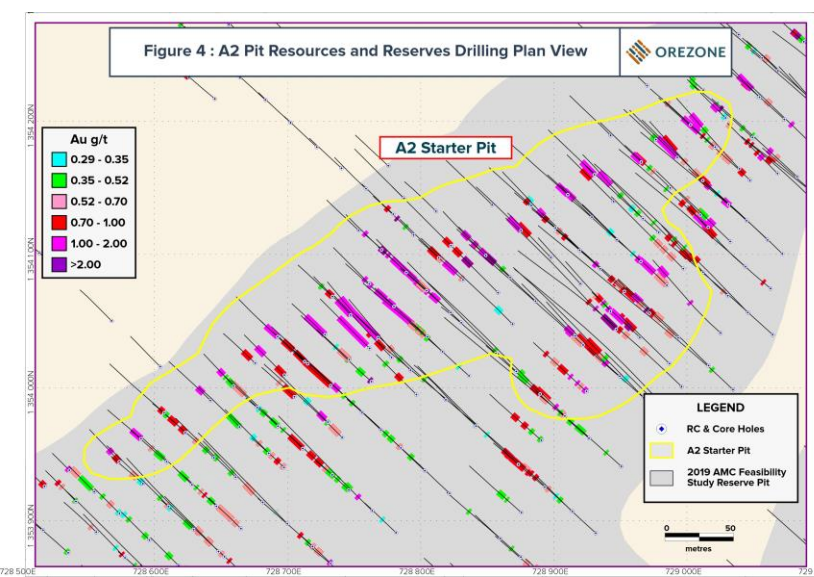 Figure 4 : A2 Pit Resources and Reserves Drilling Plan View
OREZONE
A2 Starter Pit
Au g/t
0.29 - 0.35
0.35 - 0.52
0.52 - 0.70
0.70 - 1.00
1.00 - 2.00
>2.00
1 354 200N
1 354 100N
1 354 000N
1 353 900N
LEGEND
RC & Core Holes
A2 Starter Pit
2019 AMC Feasibility
Study Reserve Pit
0 50
metres
728 500E 728 600E 728 700E 728 800E 728 900E 729 000E 729